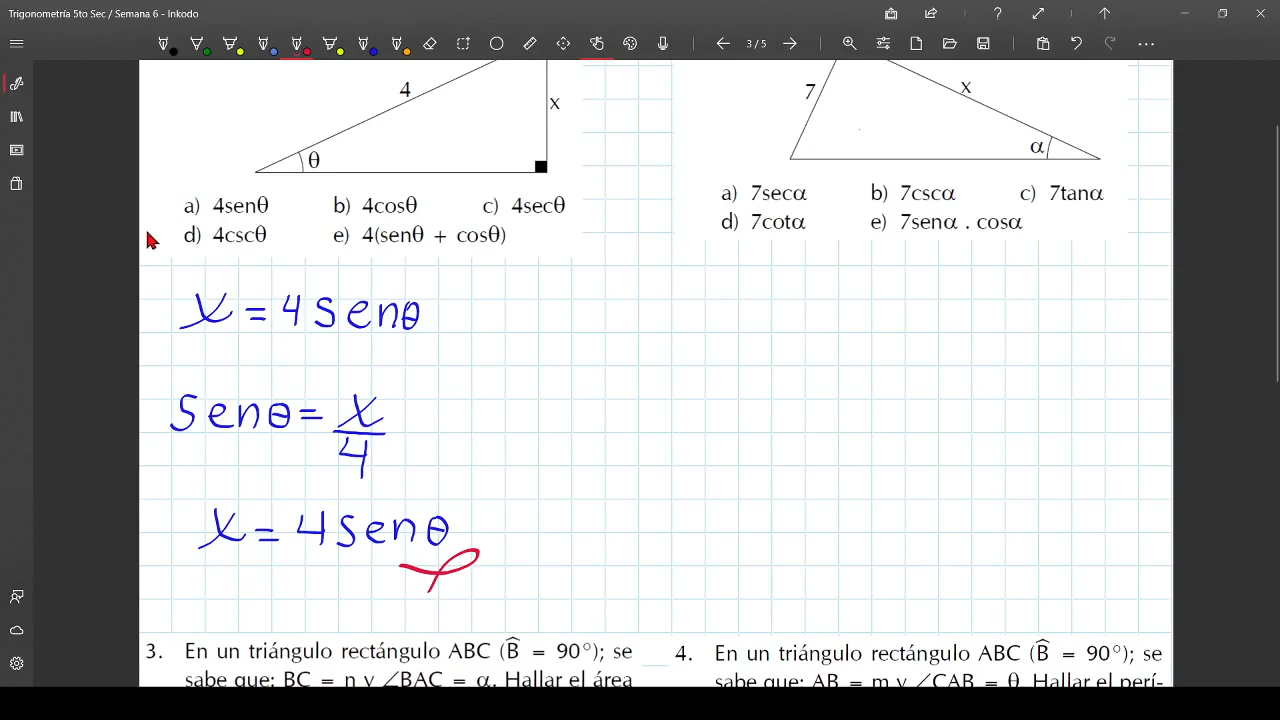 Trigonometría 5to Sec / Semana 6 - Inkodo
3/5
4
x
θ
a) 4senθ b) 4cosθ c) 4secθ
d) 4cscθ e) 4(senθ + cosθ)
x = 4 senθ
senθ = x/4
x = 4 senθ
7
x
α
a) 7secα b) 7cscα c) 7tanα
d) 7cotα e) 7senα . cosα
3. En un triángulo rectángulo ABC (B̂ = 90°); se
sabe que: BC = n y ∠BAC = α. Hallar el área
4. En un triángulo rectángulo ABC (B̂ = 90°); se
sabe que: AB = m y ∠CAB = θ. Hallar el perí-